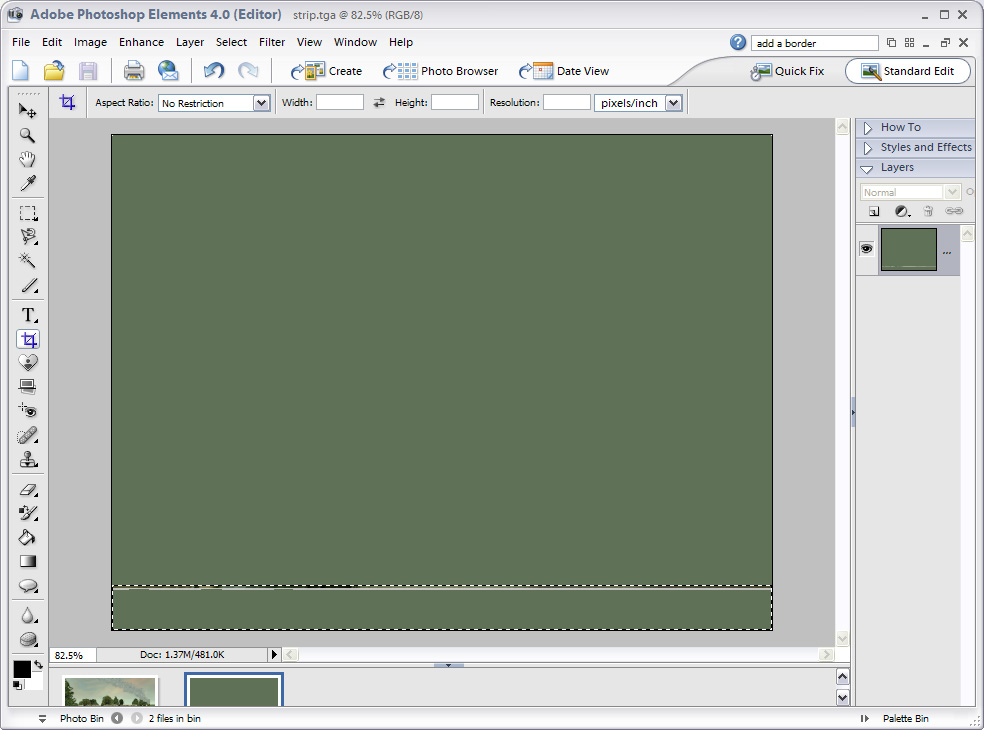 Adobe Photoshop Elements 4.0 (Editor) strip.tga @ 82.5% (RGB/8)
File Edit Image Enhance Layer Select Filter View Window Help add a border
Create Photo Browser Date View Quick Fix Standard Edit
Aspect Ratio: No Restriction Width: Height: Resolution: pixels/inch
How To
Styles and Effects
Layers
Normal
...
T
82.5% Doc: 1.37M/481.0K
Photo Bin 2 files in bin Palette Bin